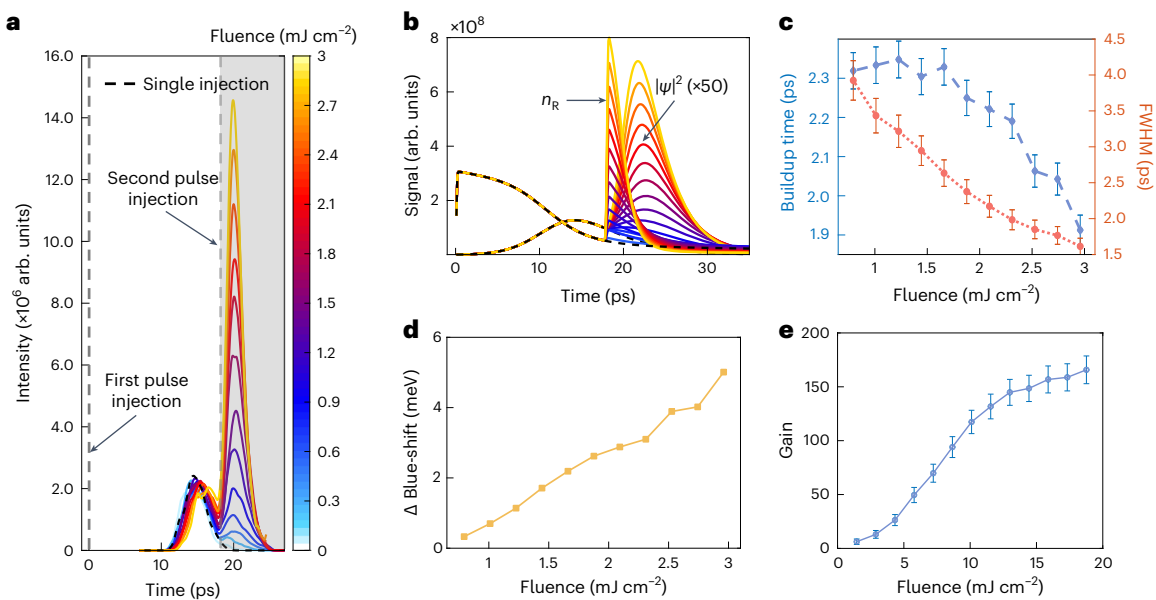 a
Fluence (mJ cm⁻²)
16.0
14.0
12.0
10.0
8.0
6.0
4.0
2.0
0
Intensity (×10⁶ arb. units)
Single injection
Second pulse
injection
First pulse
injection
0
10
20
Time (ps)
3
2.7
2.4
2.1
1.8
1.5
1.2
0.9
0.6
0.3
0
b
×10⁸
8
6
4
2
Signal (arb. units)
n_R
|ψ|² (×50)
0
10
20
30
Time (ps)
c
2.3
2.2
2.1
2.0
1.9
Buildup time (ps)
4.5
4.0
3.5
3.0
2.5
2.0
1.5
FWHM (ps)
1
1.5
2
2.5
3
Fluence (mJ cm⁻²)
d
6
4
2
0
Δ Blue-shift (meV)
1
1.5
2
2.5
3
Fluence (mJ cm⁻²)
e
200
150
100
50
0
Gain
0
5
10
15
20
Fluence (mJ cm⁻²)